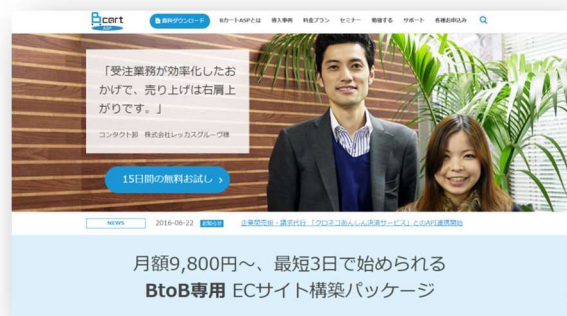 Bcart
ASP
資料ダウンロード BカートASPとは 導入事例 料金プラン セミナー 勉強する サポート 各種お申込み
「受注業務が効率化したお
かげで、売り上げは右肩上
がりです。」
コンタクト卸 株式会社レッカスグループ様
15日間の無料お試し
NEWS 2016-06-22 お知らせ 企業間売掛・請求代行「クロネコあんしん決済サービス」とのAPI連携開始
月額9,800円～、最短3日で始められる
BtoB専用 ECサイト構築パッケージ